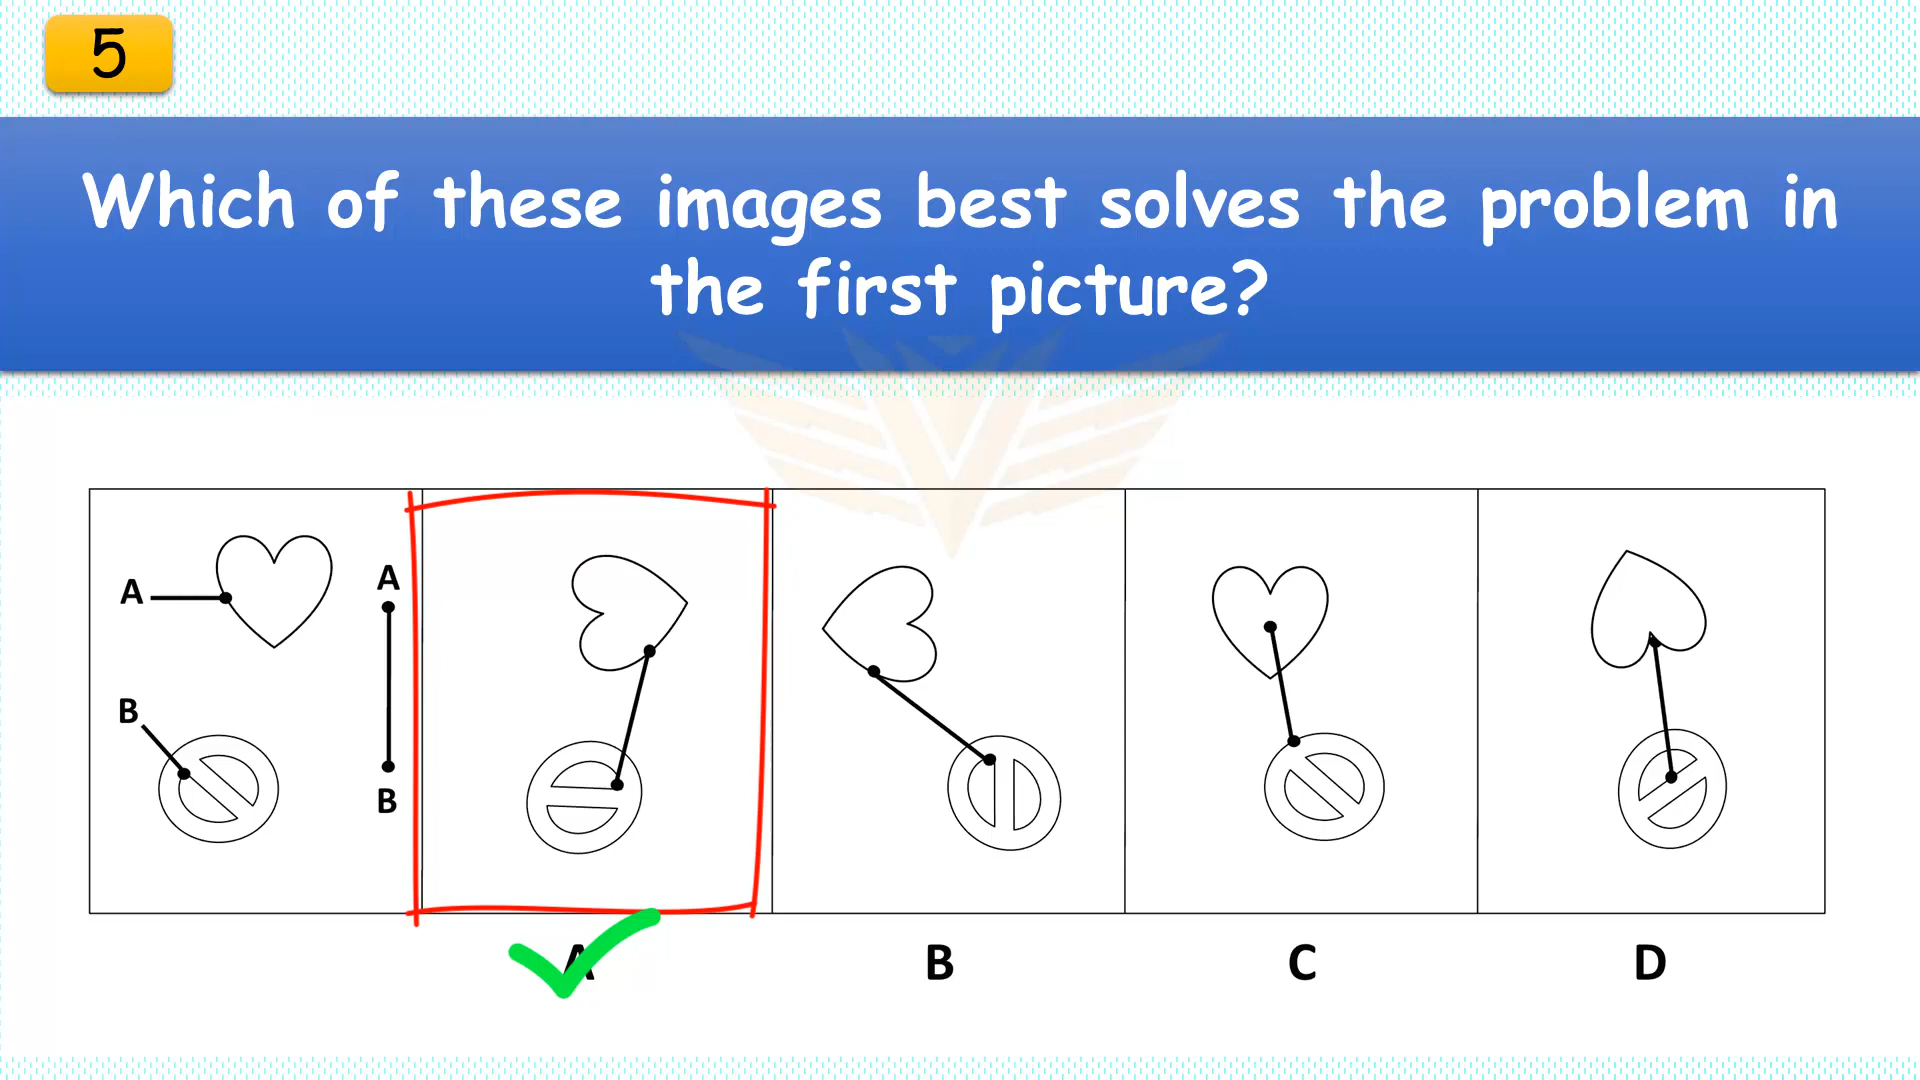 5
Which of these images best solves the problem in
the first picture?
A
A
B
B
A
B
C
D